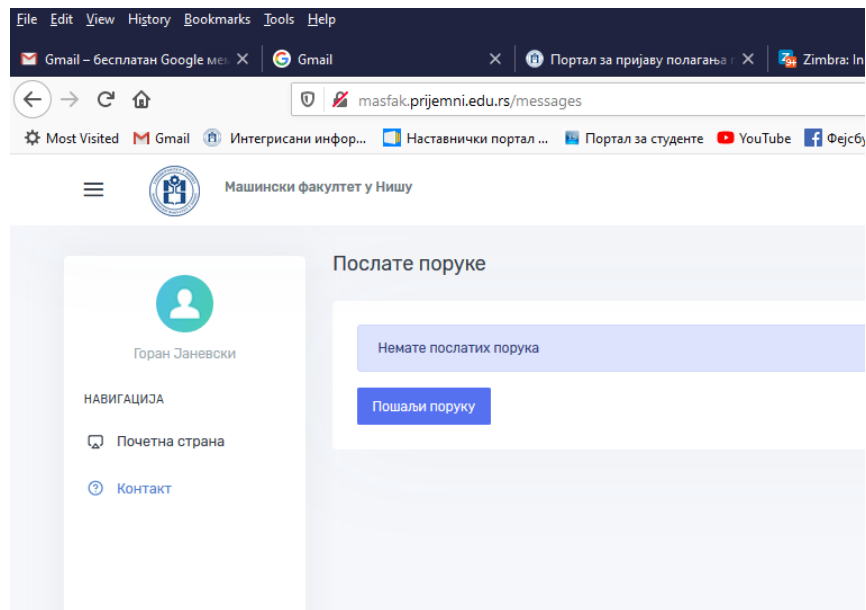 File Edit View History Bookmarks Tools Help
Gmail – бесплатан Google мей Gmail Портал за пријаву полагања Zimbra: In
masfak.prijemni.edu.rs/messages
Most Visited Gmail Интегрисани инфор... Наставнички портал ... Портал за студенте YouTube Фејсбу
Машински факултет у Нишу
Послате поруке
Горан Јаневски
Немате послатих порука
НАВИГАЦИЈА
Пошаљи поруку
Почетна страна
Контакт